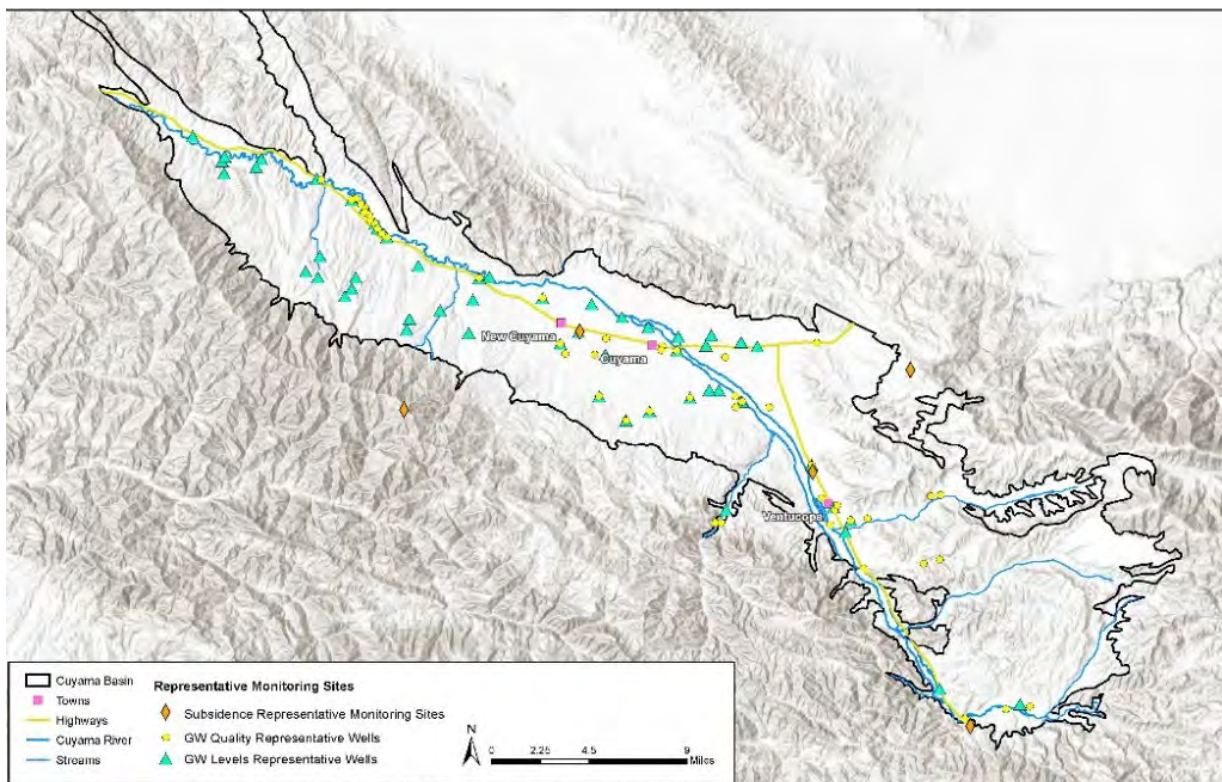 New Cuyama
Cuyama
Ventucopa
Cuyama Basin
Towns
Highways
Cuyama River
Streams
Representative Monitoring Sites
Subsidence Representative Monitoring Sites
GW Quality Representative Wells
GW Levels Representative Wells
N
0 2.25 4.5 9
Miles